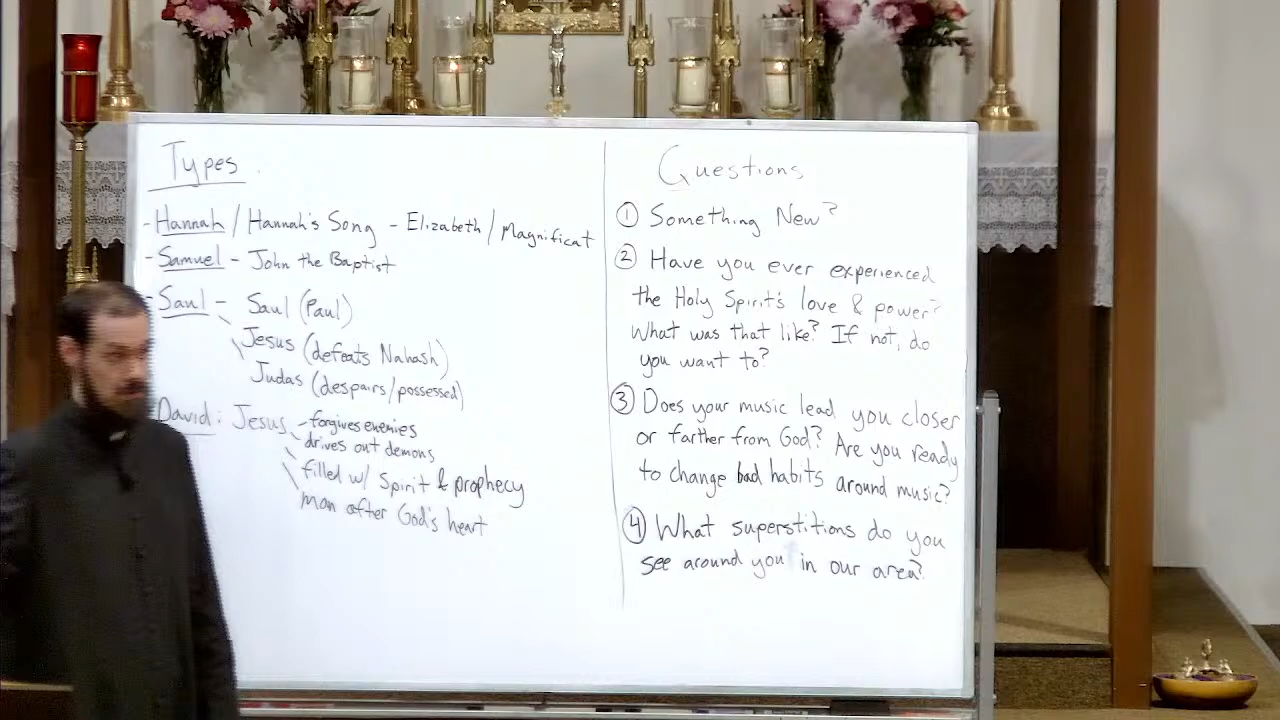 Types
- Hannah / Hannah's Song - Elizabeth / Magnificat
- Samuel - John the Baptist
- Saul - Saul (Paul)
Jesus (defeats Nahash)
Judas (despairs/possessed)
David: Jesus - forgives enemies
drives out demons
filled w/ Spirit & prophecy
man after God's heart
Questions
① Something New?
② Have you ever experienced
the Holy Spirit's love & power?
What was that like? If not, do
you want to?
③ Does your music lead you closer
or farther from God? Are you ready
to change bad habits around music?
④ What superstitions do you
see around you in our area?